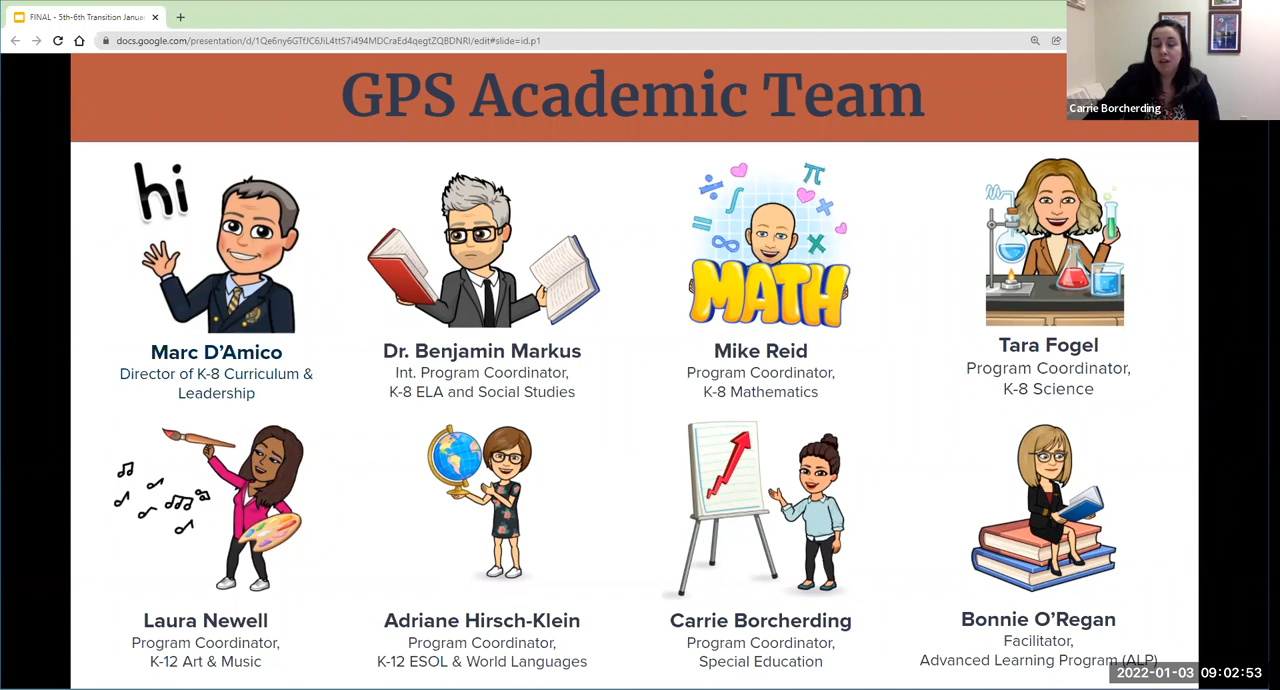 FINAL - 5th-6th Transition Janua
docs.google.com/presentation/d/1Qe6ny6GTfJC6JiL4ttS7i494MDCraEd4qegtZQBDNRI/edit#slide=id.p1
Carrie Borcherding
GPS Academic Team
hi
MATH
Marc D'Amico
Director of K-8 Curriculum &
Leadership
Dr. Benjamin Markus
Int. Program Coordinator,
K-8 ELA and Social Studies
Mike Reid
Program Coordinator,
K-8 Mathematics
Tara Fogel
Program Coordinator,
K-8 Science
Laura Newell
Program Coordinator,
K-12 Art & Music
Adriane Hirsch-Klein
Program Coordinator,
K-12 ESOL & World Languages
Carrie Borcherding
Program Coordinator,
Special Education
Bonnie O'Regan
Facilitator,
Advanced Learning Program (ALP)
2022-01-03 09:02:53